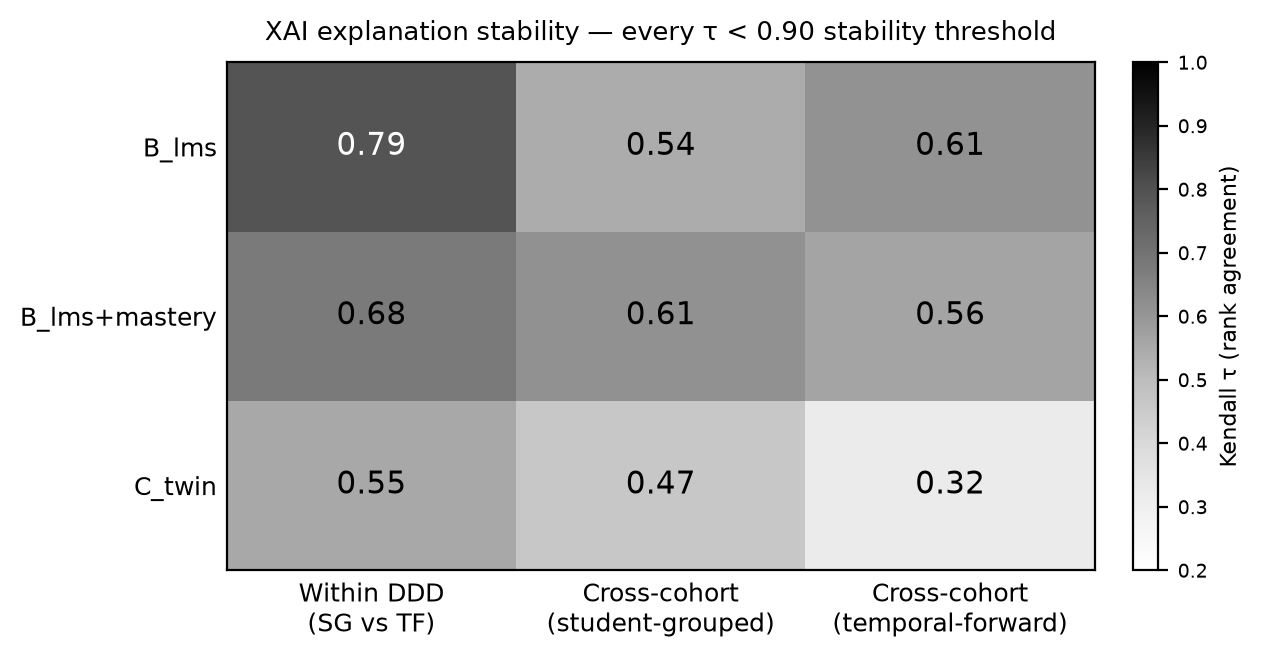 XAI explanation stability — every τ < 0.90 stability threshold
B_lms
0.79
0.54
0.61
B_lms+mastery
0.68
0.61
0.56
C_twin
0.55
0.47
0.32
Within DDD
(SG vs TF)
Cross-cohort
(student-grouped)
Cross-cohort
(temporal-forward)
1.0
0.9
0.8
0.7
0.6
0.5
0.4
0.3
0.2
Kendall τ (rank agreement)